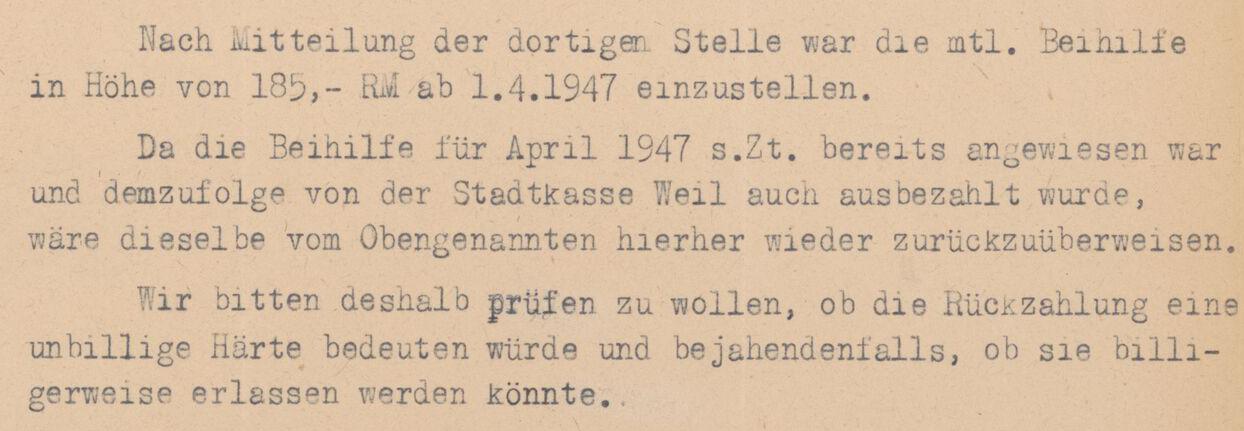 Nach Mitteilung der dortigen Stelle war die mtl. Beihilfe
in Höhe von 185,- RM ab 1.4.1947 einzustellen.
Da die Beihilfe für April 1947 s.Zt. bereits angewiesen war
und demzufolge von der Stadtkasse Weil auch ausbezahlt wurde,
wäre dieselbe vom Obengenannten hierher wieder zurückzuüberweisen.
Wir bitten deshalb prüfen zu wollen, ob die Rückzahlung eine
unbillige Härte bedeuten würde und bejahendenfalls, ob sie billi-
gerweise erlassen werden könnte.